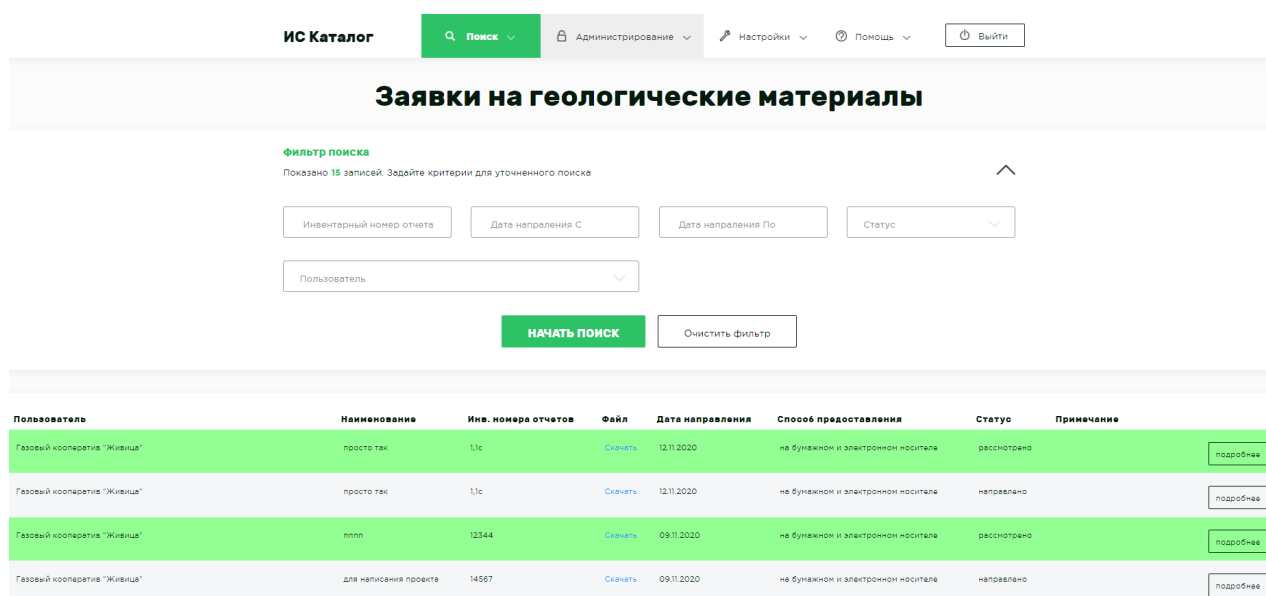 ИС Каталог Поиск Администрирование Настройки Помощь Выйти
Заявки на геологические материалы
Фильтр поиска
Показано 15 записей. Задайте критерии для уточненного поиска
Инвентарный номер отчета Дата напраления С Дата напраления По Статус
Пользователь
НАЧАТЬ ПОИСК Очистить фильтр
Пользователь Наименование Инв. номера отчетов Файл Дата направления Способ предоставления Статус Примечание
Газовый кооператив "Живица" просто так 1,1с Скачать 12.11.2020 на бумажном и электронном носителе рассмотрено подробнее
Газовый кооператив "Живица" просто так 1,1с Скачать 12.11.2020 на бумажном и электронном носителе направлено подробнее
Газовый кооператив "Живица" пппп 12344 Скачать 09.11.2020 на бумажном и электронном носителе рассмотрено подробнее
Газовый кооператив "Живица" для написания проекта 14567 Скачать 09.11.2020 на бумажном и электронном носителе направлено подробнее